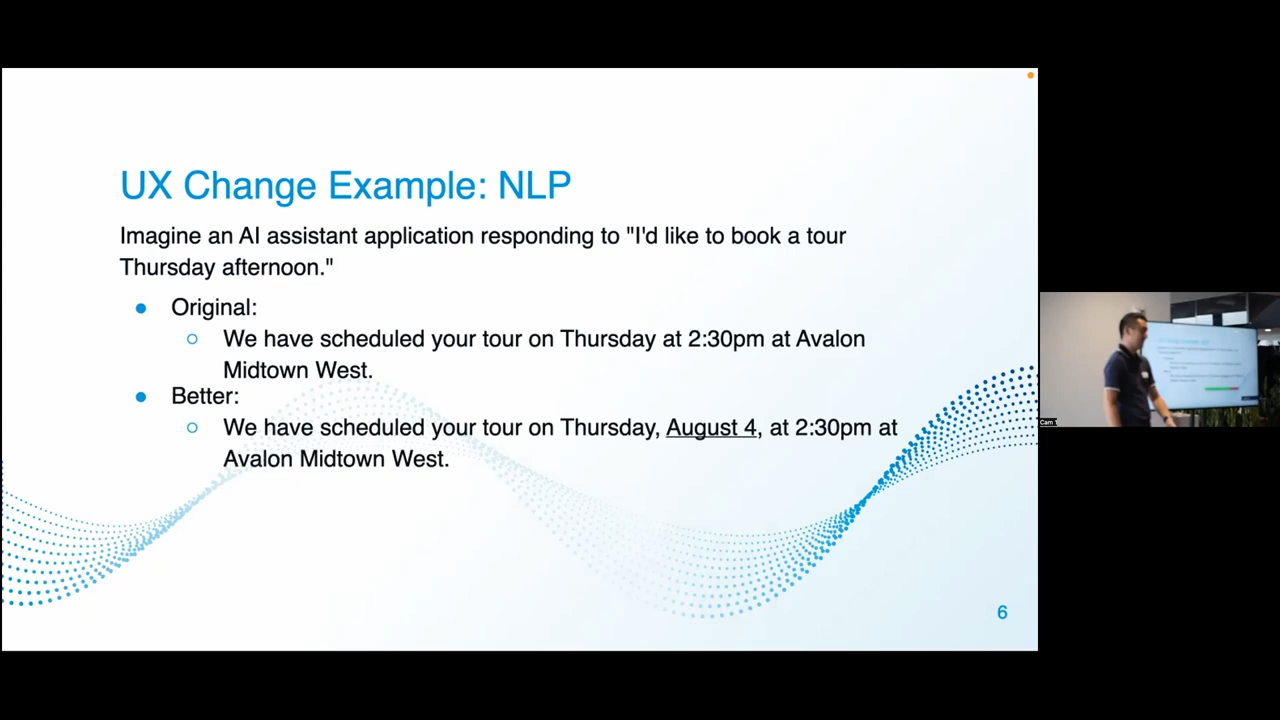 UX Change Example: NLP
Imagine an AI assistant application responding to "I'd like to book a tour
Thursday afternoon."
Original:
We have scheduled your tour on Thursday at 2:30pm at Avalon
Midtown West.
Better:
We have scheduled your tour on Thursday, August 4, at 2:30pm at
Avalon Midtown West.
6